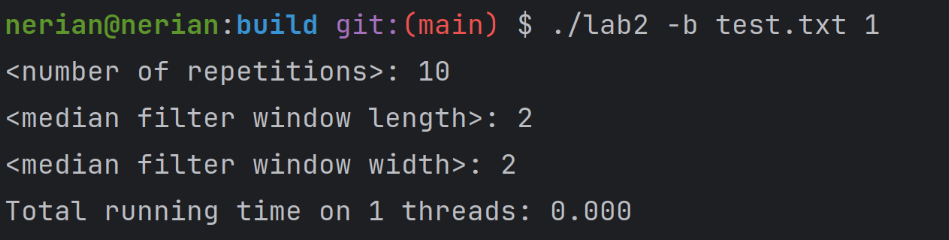 nerian@nerian:build git:(main) $ ./lab2 -b test.txt 1
<number of repetitions>: 10
<median filter window length>: 2
<median filter window width>: 2
Total running time on 1 threads: 0.000